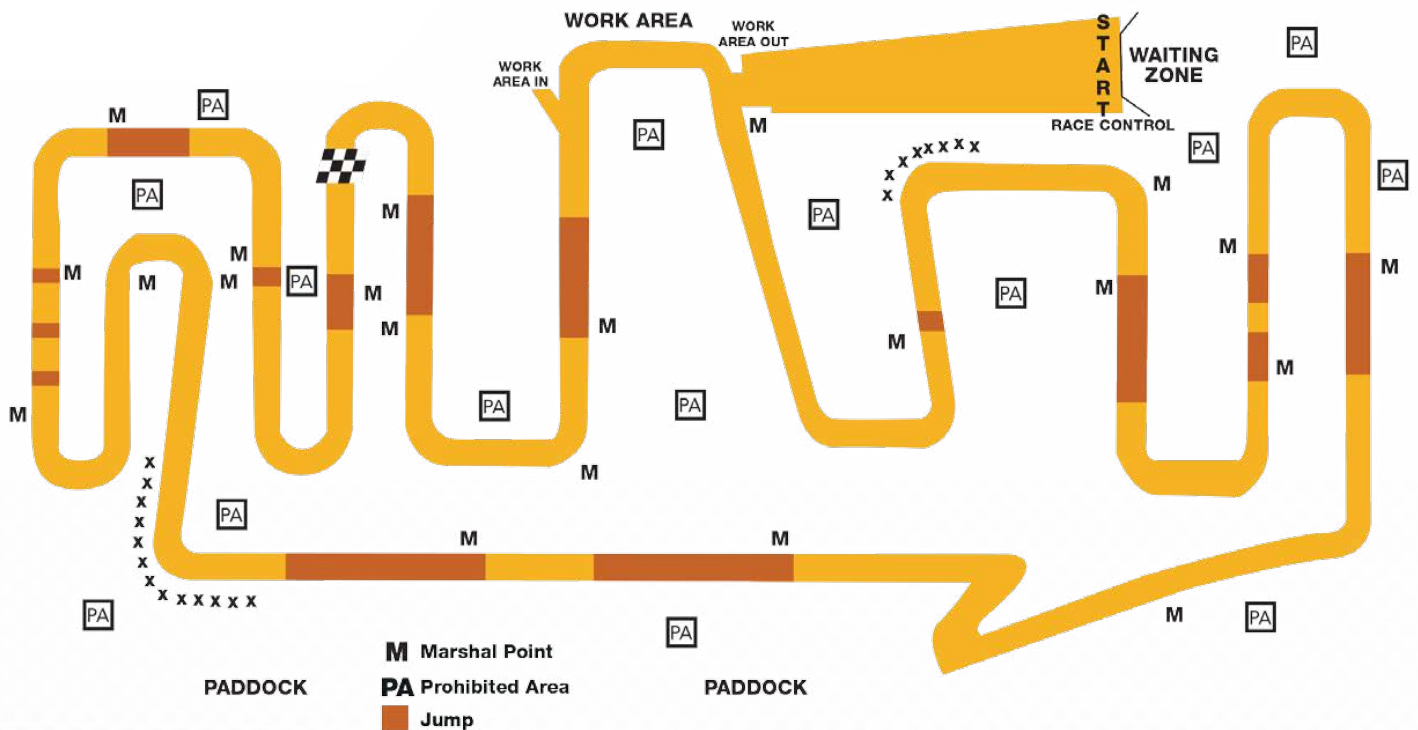 WORK AREA
WORK
AREA OUT
START
WAITING
ZONE
PA
WORK
AREA IN
PA
M
M
RACE CONTROL
PA
PA
PA
M
PA
M
PA
M
M
M
M
M
M
PA
M
M
PA
M
M
M
M
PA
PA
M
M
PA
M
M
PA
M
PA
PA
M Marshal Point
PA Prohibited Area
Jump
PADDOCK
PADDOCK